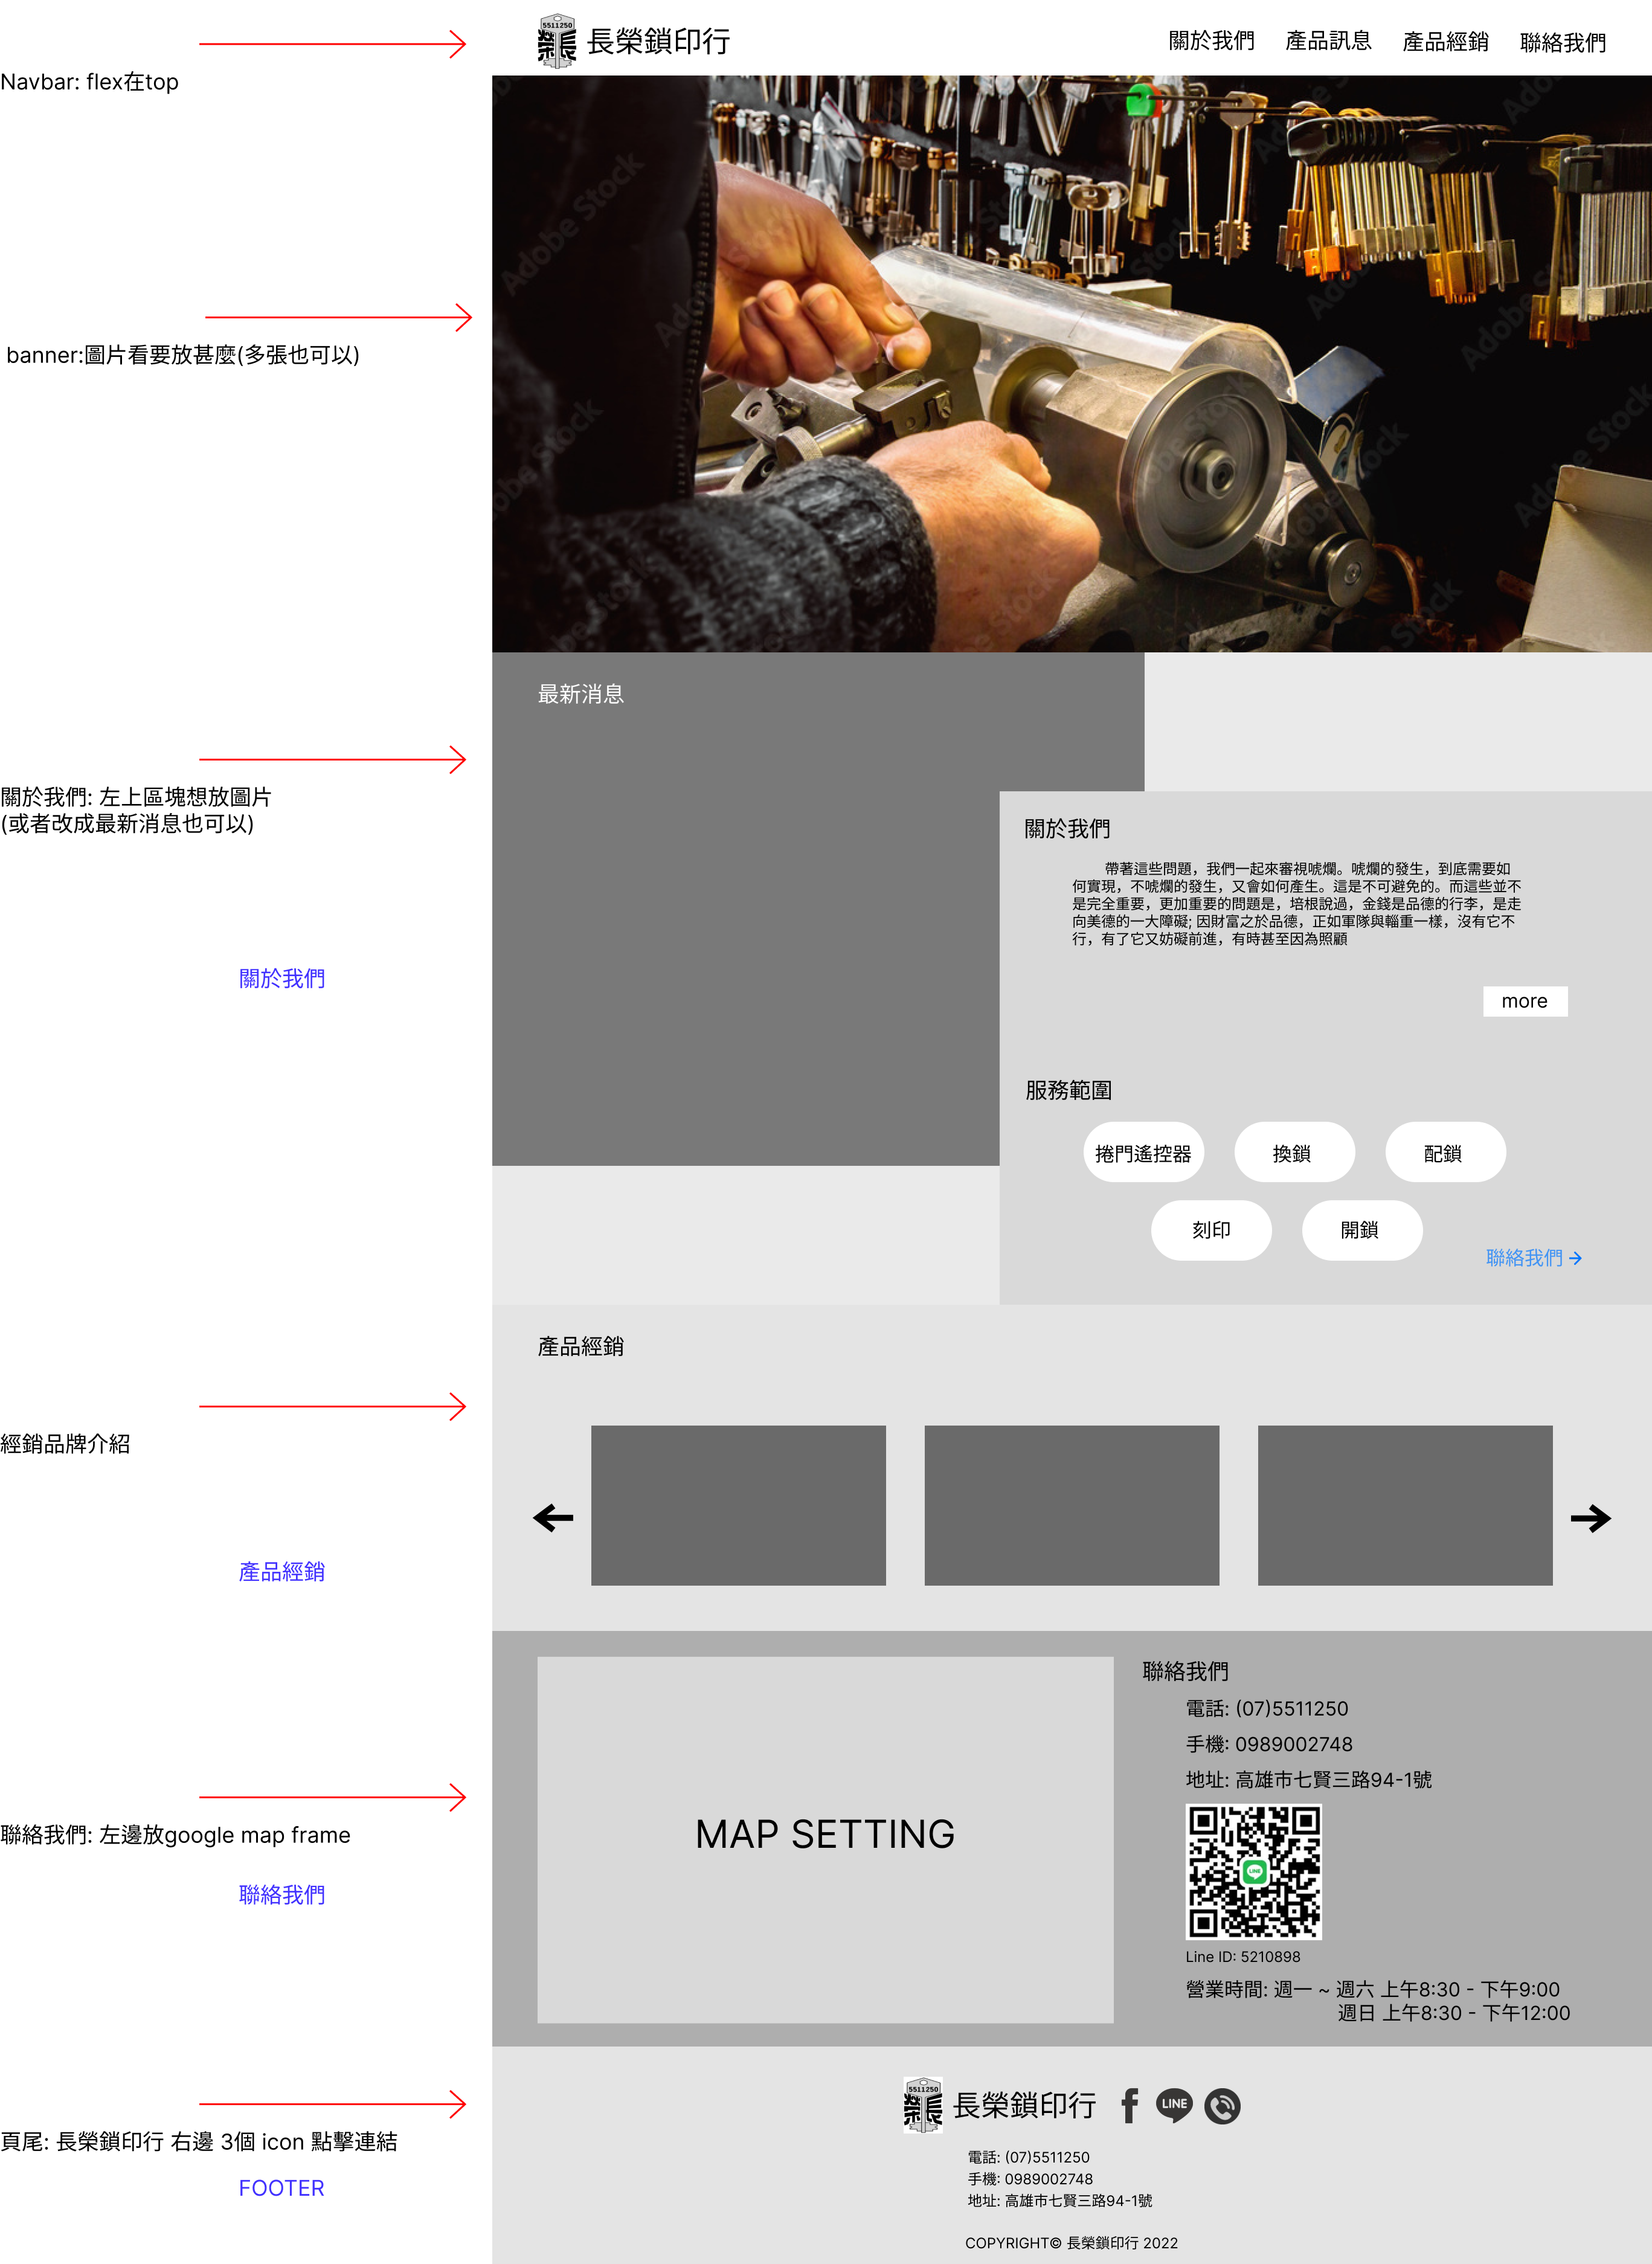 5511250
長榮鎖印行
關於我們
產品訊息
產品經銷
聯絡我們
Navbar: flex在top
Adobe Stock
banner:圖片看要放甚麼(多張也可以)
最新消息
關於我們: 左上區塊想放圖片
(或者改成最新消息也可以)
關於我們
帶著這些問題，我們一起來審視唬爛。唬爛的發生，到底需要如
何實現，不唬爛的發生，又會如何產生。這是不可避免的。而這些並不
是完全重要，更加重要的問題是，培根說過，金錢是品德的行李，是走
向美德的一大障礙; 因財富之於品德，正如軍隊與輜重一樣，沒有它不
行，有了它又妨礙前進，有時甚至因為照顧
關於我們
more
服務範圍
捲門遙控器
換鎖
配鎖
刻印
開鎖
聯絡我們
產品經銷
經銷品牌介紹
產品經銷
聯絡我們
電話: (07)5511250
手機: 0989002748
地址: 高雄市七賢三路94-1號
MAP SETTING
聯絡我們: 左邊放google map frame
聯絡我們
LINE
Line ID: 5210898
營業時間: 週一 ~ 週六 上午8:30 - 下午9:00
週日 上午8:30 - 下午12:00
5511250
長榮鎖印行
LINE
頁尾: 長榮鎖印行 右邊 3個 icon 點擊連結
電話: (07)5511250
手機: 0989002748
地址: 高雄市七賢三路94-1號
FOOTER
COPYRIGHT© 長榮鎖印行 2022